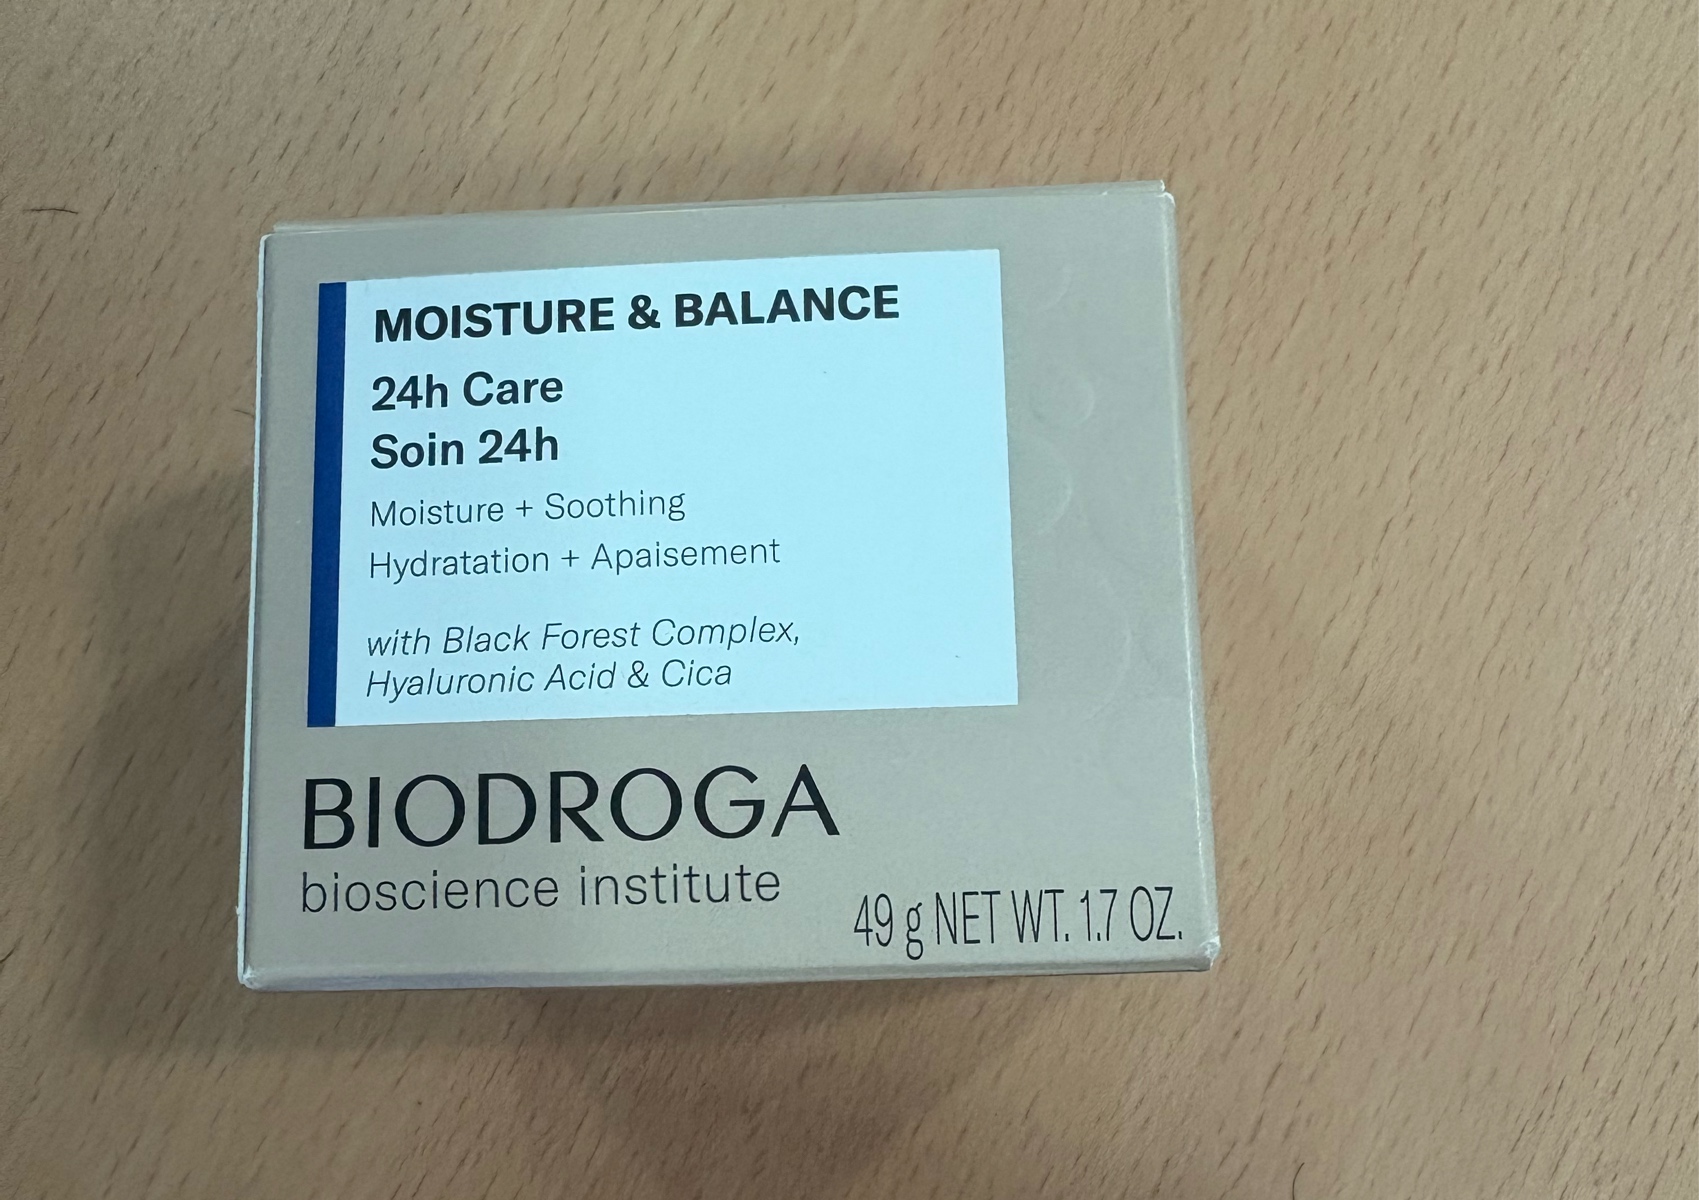 MOISTURE & BALANCE
24h Care
Soin 24h
Moisture + Soothing
Hydratation + Apaisement
with Black Forest Complex,
Hyaluronic Acid & Cica
BIODROGA
bioscience institute
49 g NET WT. 1.7 OZ.